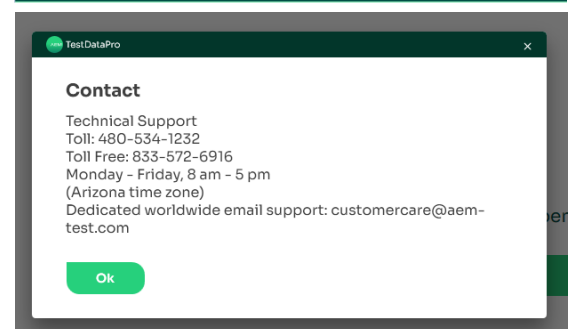 TestDataPro
×
Contact
Technical Support
Toll: 480-534-1232
Toll Free: 833-572-6916
Monday - Friday, 8 am - 5 pm
(Arizona time zone)
Dedicated worldwide email support: customercare@aem-
test.com
Ok